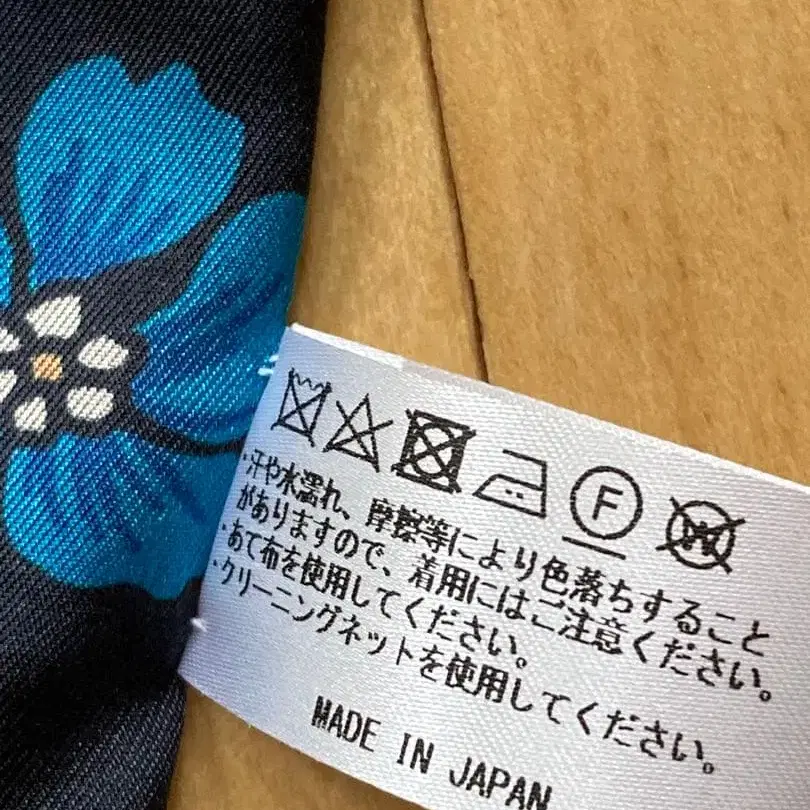 F
W
・汗や水濡れ、摩擦等により色落ちすること
がありますので、着用にはご注意ください。
・あて布を使用してください。
・クリーニングネットを使用してください。
MADE IN JAPAN